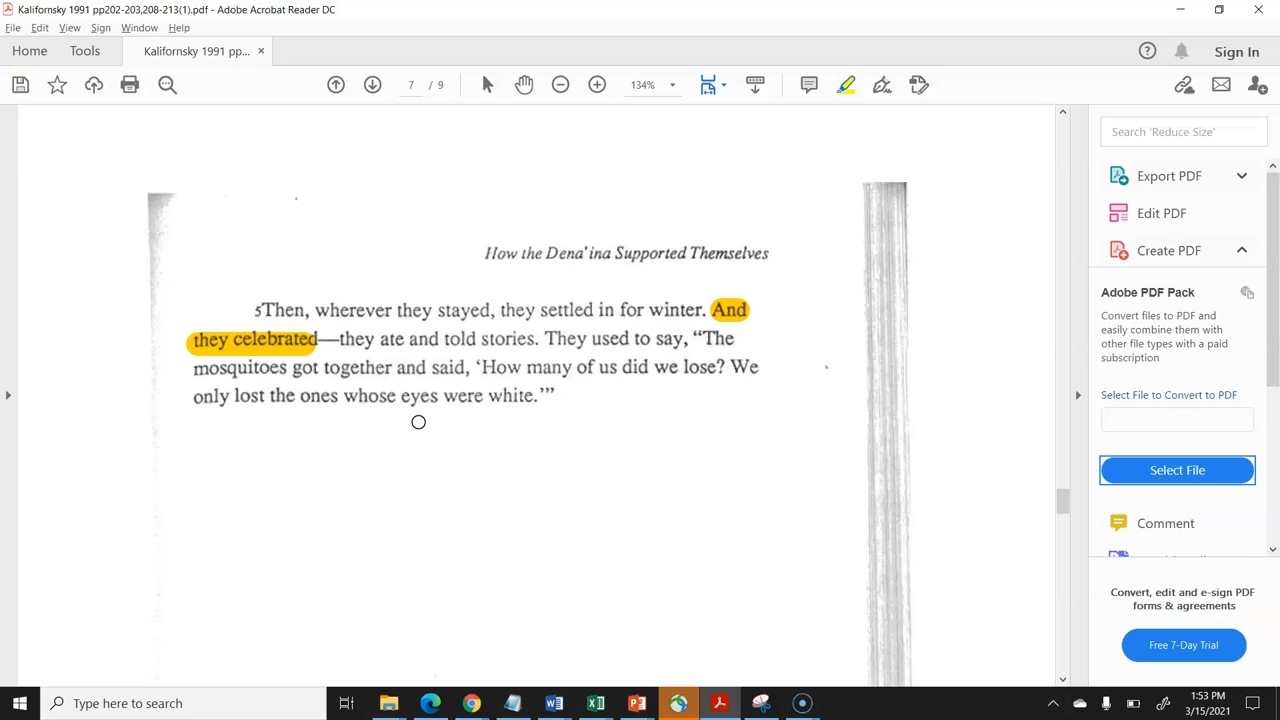 Kalifornsky 1991 pp202-203,208-213(1).pdf - Adobe Acrobat Reader DC
File Edit View Sign Window Help
Home Tools Kalifornsky 1991 pp... × Sign In
7 / 9 134%
How the Dena'ina Supported Themselves
5Then, wherever they stayed, they settled in for winter. And
they celebrated—they ate and told stories. They used to say, “The
mosquitoes got together and said, ‘How many of us did we lose? We
only lost the ones whose eyes were white.’”
Search 'Reduce Size'
Export PDF
Edit PDF
Create PDF
Adobe PDF Pack
Convert files to PDF and
easily combine them with
other file types with a paid
subscription
Select File to Convert to PDF
Select File
Comment
Convert, edit and e-sign PDF
forms & agreements
Free 7-Day Trial
Type here to search
1:53 PM
3/15/2021